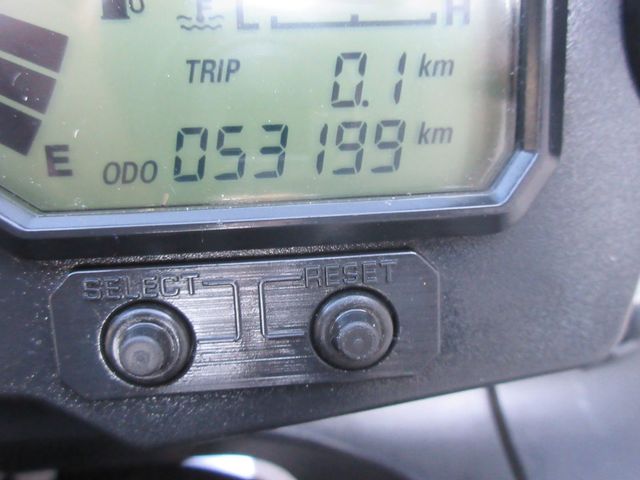 L H
TRIP 0.1 km
E ODO 053199 km
SELECT RESET